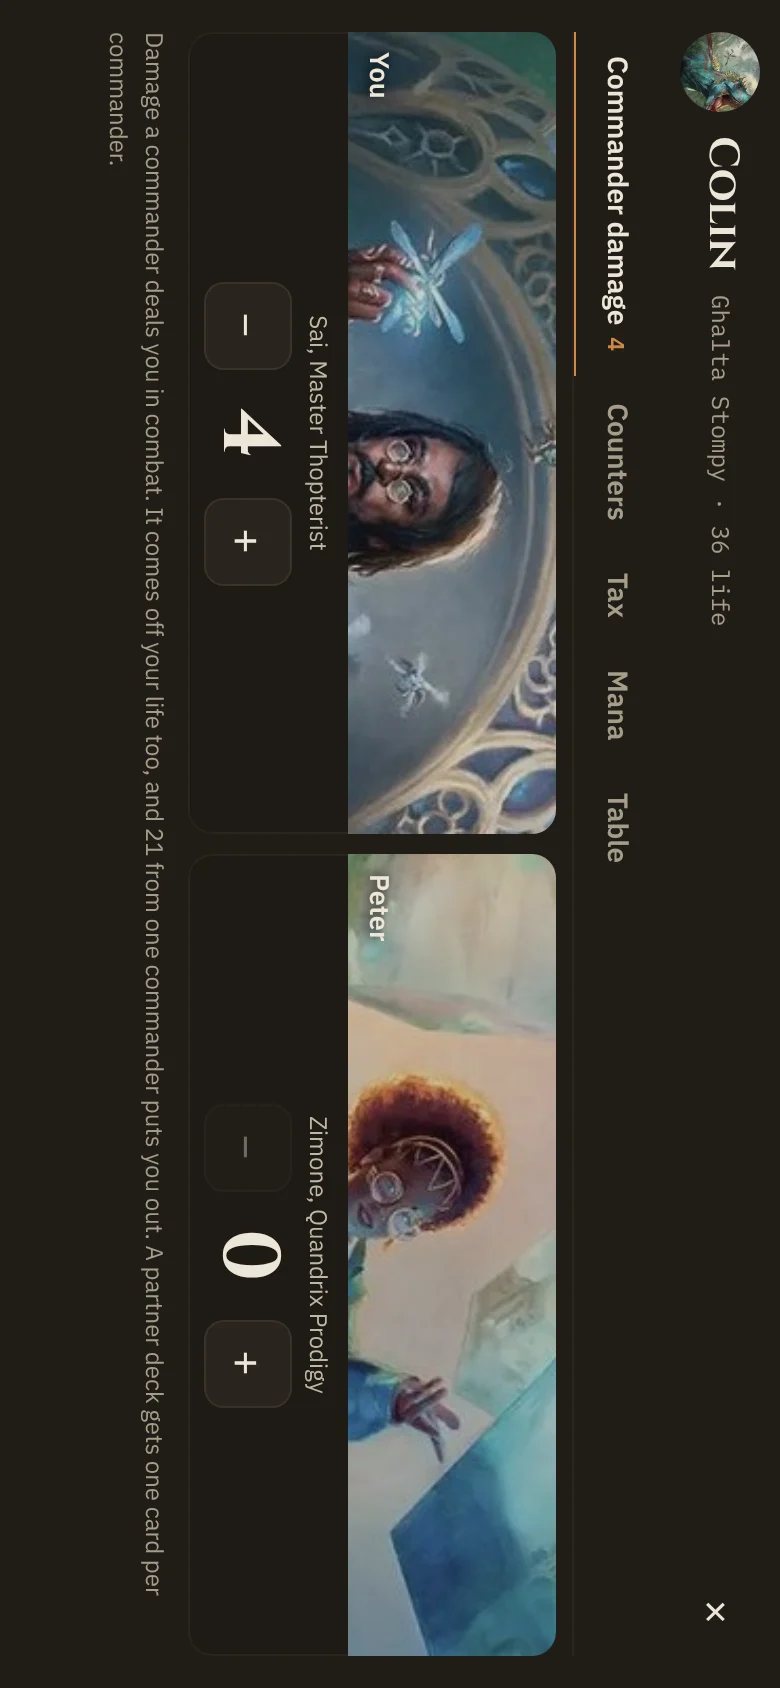 COLIN Ghalta Stompy · 36 life ×
Commander damage 4 Counters Tax Mana Table
You
Sai, Master Thopterist
− 4 +
Peter
Zimone, Quandrix Prodigy
− 0 +
Damage a commander deals you in combat. It comes off your life too, and 21 from one commander puts you out. A partner deck gets one card per
commander.